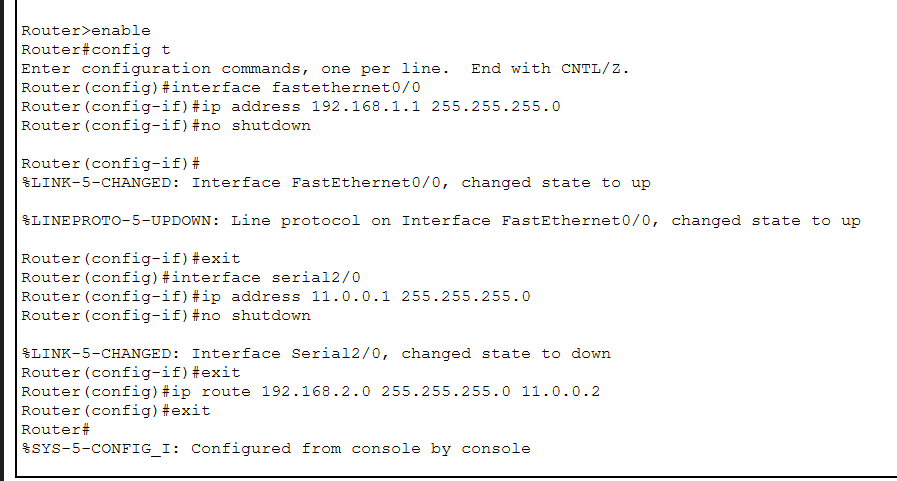 Router>enable
Router#config t
Enter configuration commands, one per line.  End with CNTL/Z.
Router(config)#interface fastethernet0/0
Router(config-if)#ip address 192.168.1.1 255.255.255.0
Router(config-if)#no shutdown
Router(config-if)#
%LINK-5-CHANGED: Interface FastEthernet0/0, changed state to up
%LINEPROTO-5-UPDOWN: Line protocol on Interface FastEthernet0/0, changed state to up
Router(config-if)#exit
Router(config)#interface serial2/0
Router(config-if)#ip address 11.0.0.1 255.255.255.0
Router(config-if)#no shutdown
%LINK-5-CHANGED: Interface Serial2/0, changed state to down
Router(config-if)#exit
Router(config)#ip route 192.168.2.0 255.255.255.0 11.0.0.2
Router(config)#exit
Router#
%SYS-5-CONFIG_I: Configured from console by console